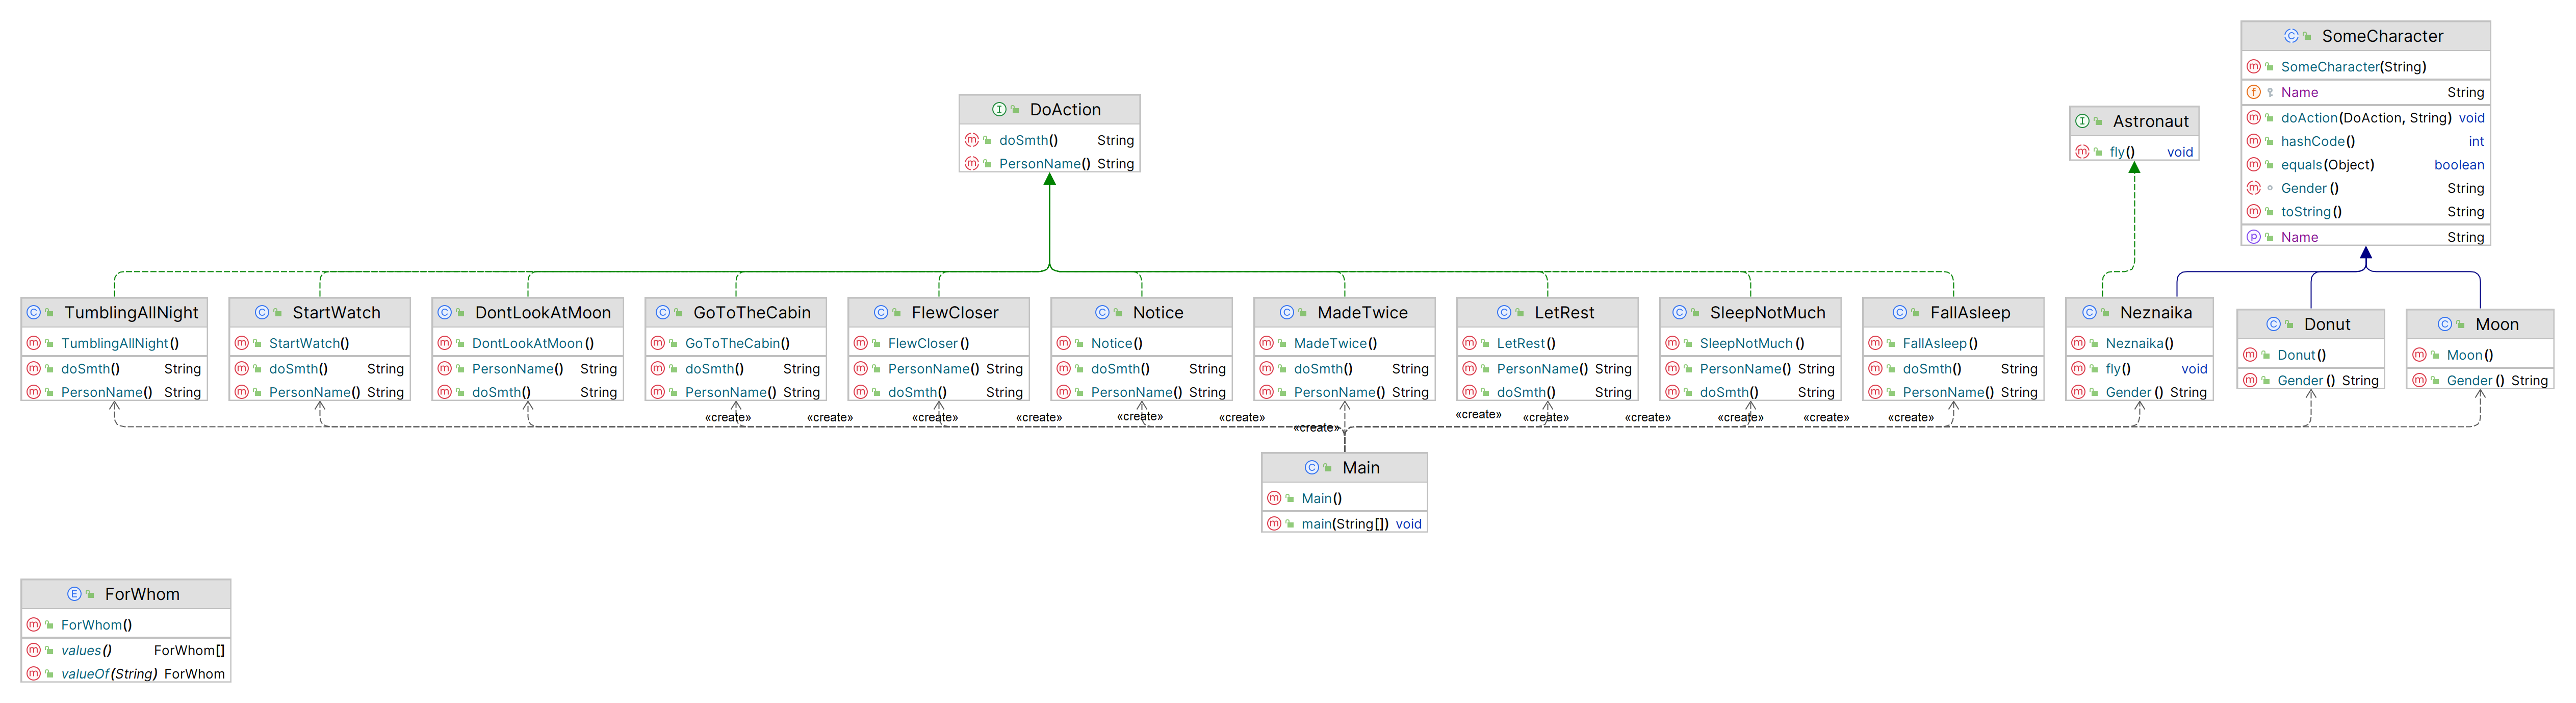 SomeCharacter
SomeCharacter(String)
Name String
doAction(DoAction, String) void
hashCode() int
equals(Object) boolean
Gender() String
toString() String
Name String
DoAction
doSmth() String
PersonName() String
Astronaut
fly() void
TumblingAllNight
TumblingAllNight()
doSmth() String
PersonName() String
StartWatch
StartWatch()
doSmth() String
PersonName() String
DontLookAtMoon
DontLookAtMoon()
PersonName() String
doSmth() String
GoToTheCabin
GoToTheCabin()
doSmth() String
PersonName() String
FlewCloser
FlewCloser()
PersonName() String
doSmth() String
Notice
Notice()
doSmth() String
PersonName() String
MadeTwice
MadeTwice()
doSmth() String
PersonName() String
LetRest
LetRest()
PersonName() String
doSmth() String
SleepNotMuch
SleepNotMuch()
PersonName() String
doSmth() String
FallAsleep
FallAsleep()
doSmth() String
PersonName() String
Neznaika
Neznaika()
fly() void
Gender() String
Donut
Donut()
Gender() String
Moon
Moon()
Gender() String
«create» «create» «create» «create» «create» «create» «create» «create» «create» «create» «create» «create»
«create»
Main
Main()
main(String[]) void
ForWhom
ForWhom()
values() ForWhom[]
valueOf(String) ForWhom